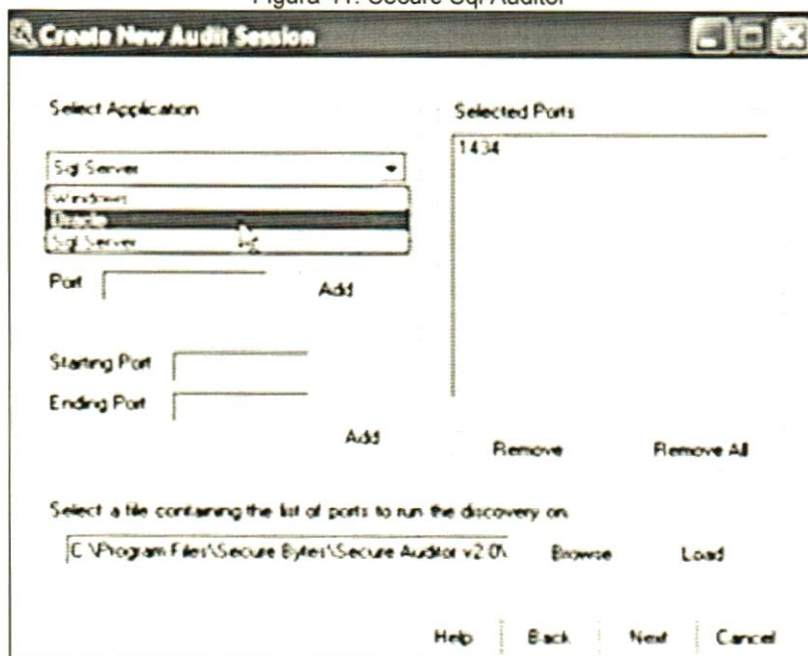 Figura 41. Secure Sql Auditor
Create New Audit Session
Select Application
Sql Server
Windows
Oracle
Sql Server
Port
Add
Starting Port
Ending Port
Add
Selected Ports
1434
Remove
Remove All
Select a file containing the list of ports to run the discovery on:
C:\Program Files\Secure Bytes\Secure Auditor v2.0\
Browse
Load
Help
Back
Next
Cancel